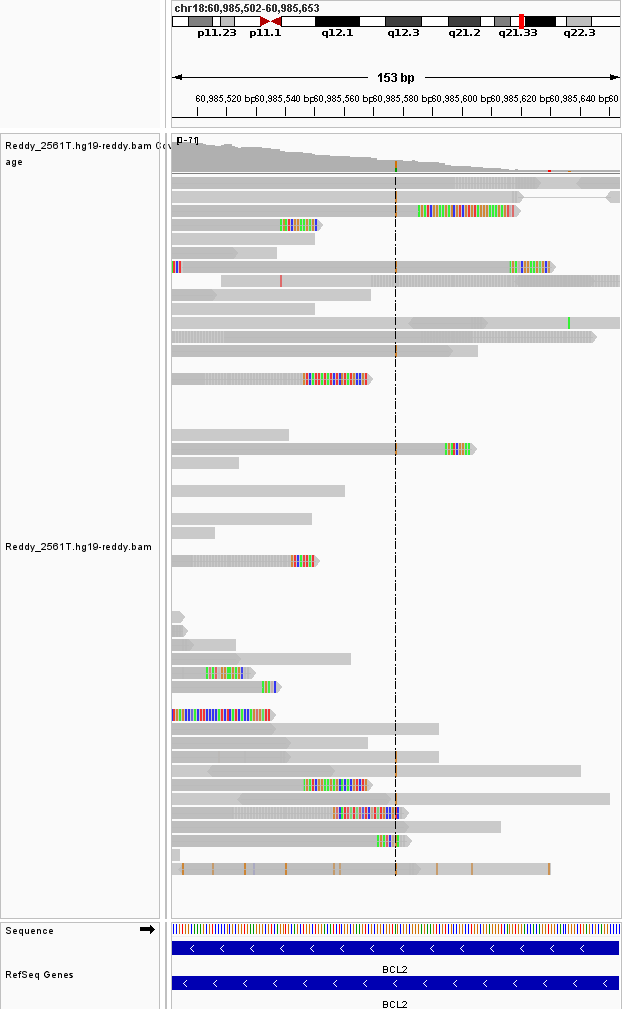 chr18:60,985,502-60,985,653
p11.23 p11.1 q12.1 q12.3 q21.2 q21.33 q22.3
153 bp
60,985,520 bp 60,985,540 bp 60,985,560 bp 60,985,580 bp 60,985,600 bp 60,985,620 bp 60,985,640 bp 60
Reddy_2561T.hg19-reddy.bam Cov
age
[0-71]
Reddy_2561T.hg19-reddy.bam
Sequence
RefSeq Genes
BCL2
BCL2